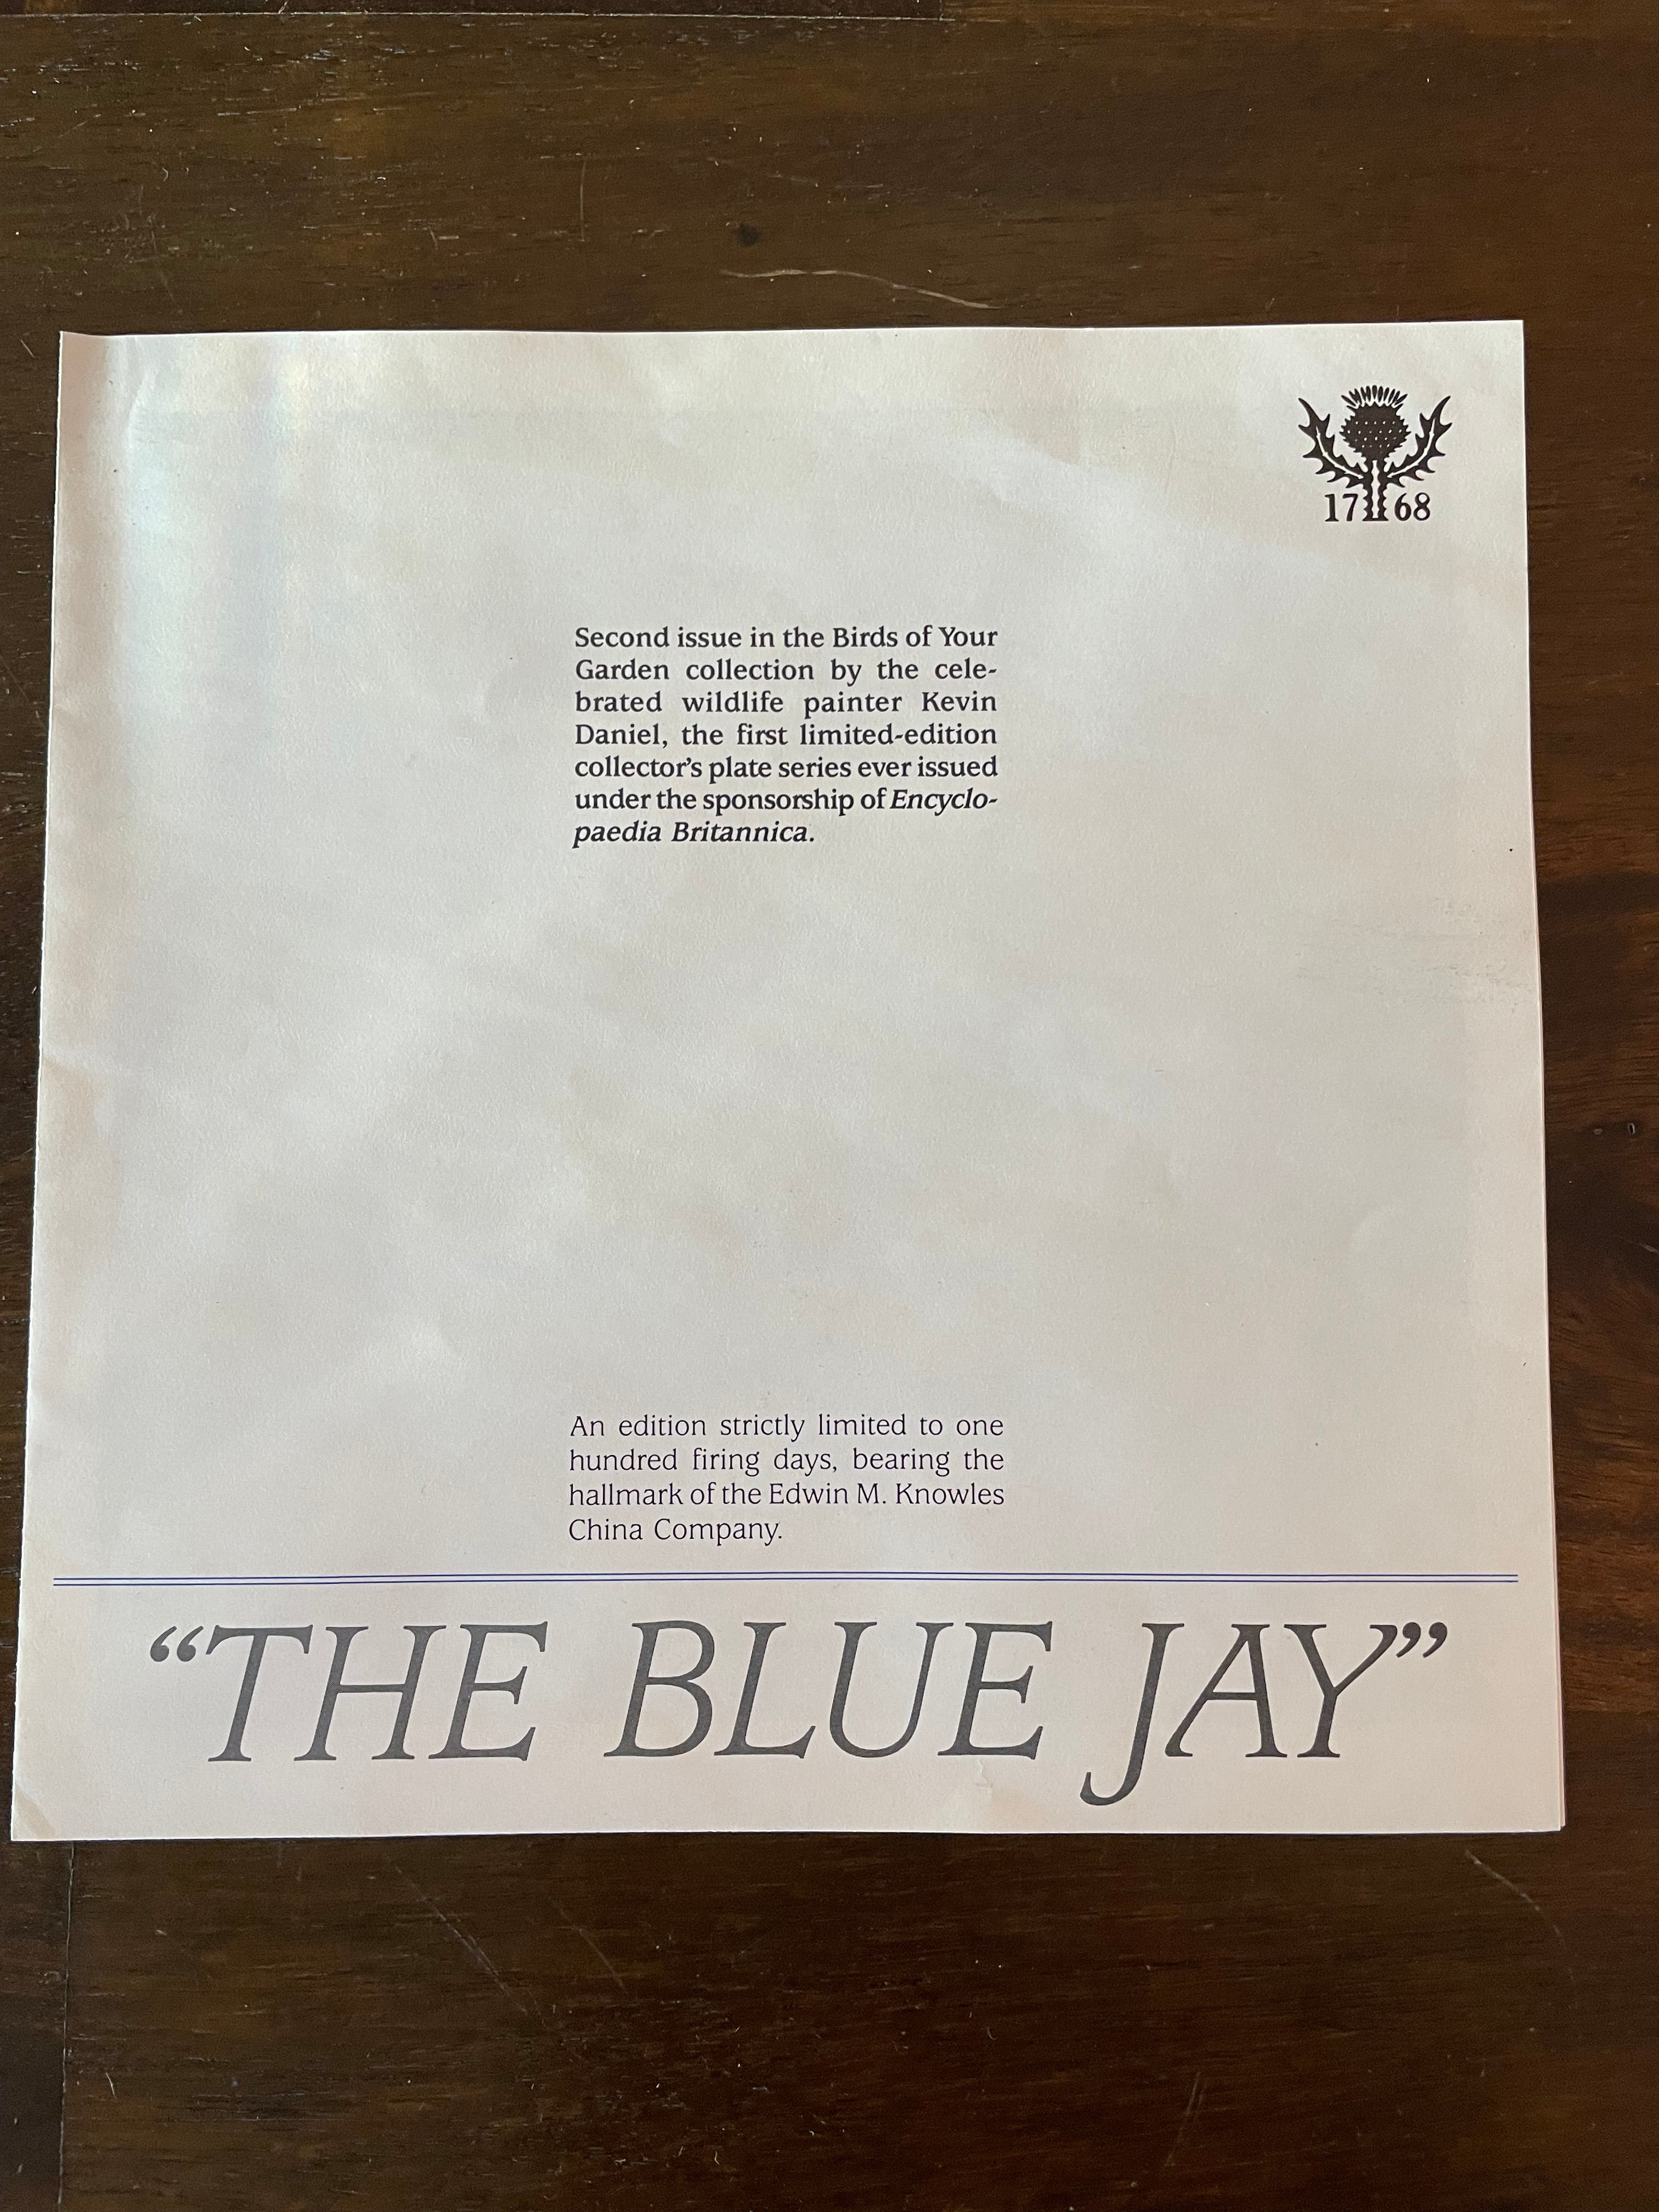 1768
Second issue in the Birds of Your
Garden collection by the cele-
brated wildlife painter Kevin
Daniel, the first limited-edition
collector's plate series ever issued
under the sponsorship of Encyclo-
paedia Britannica.
An edition strictly limited to one
hundred firing days, bearing the
hallmark of the Edwin M. Knowles
China Company.
“THE BLUE JAY”